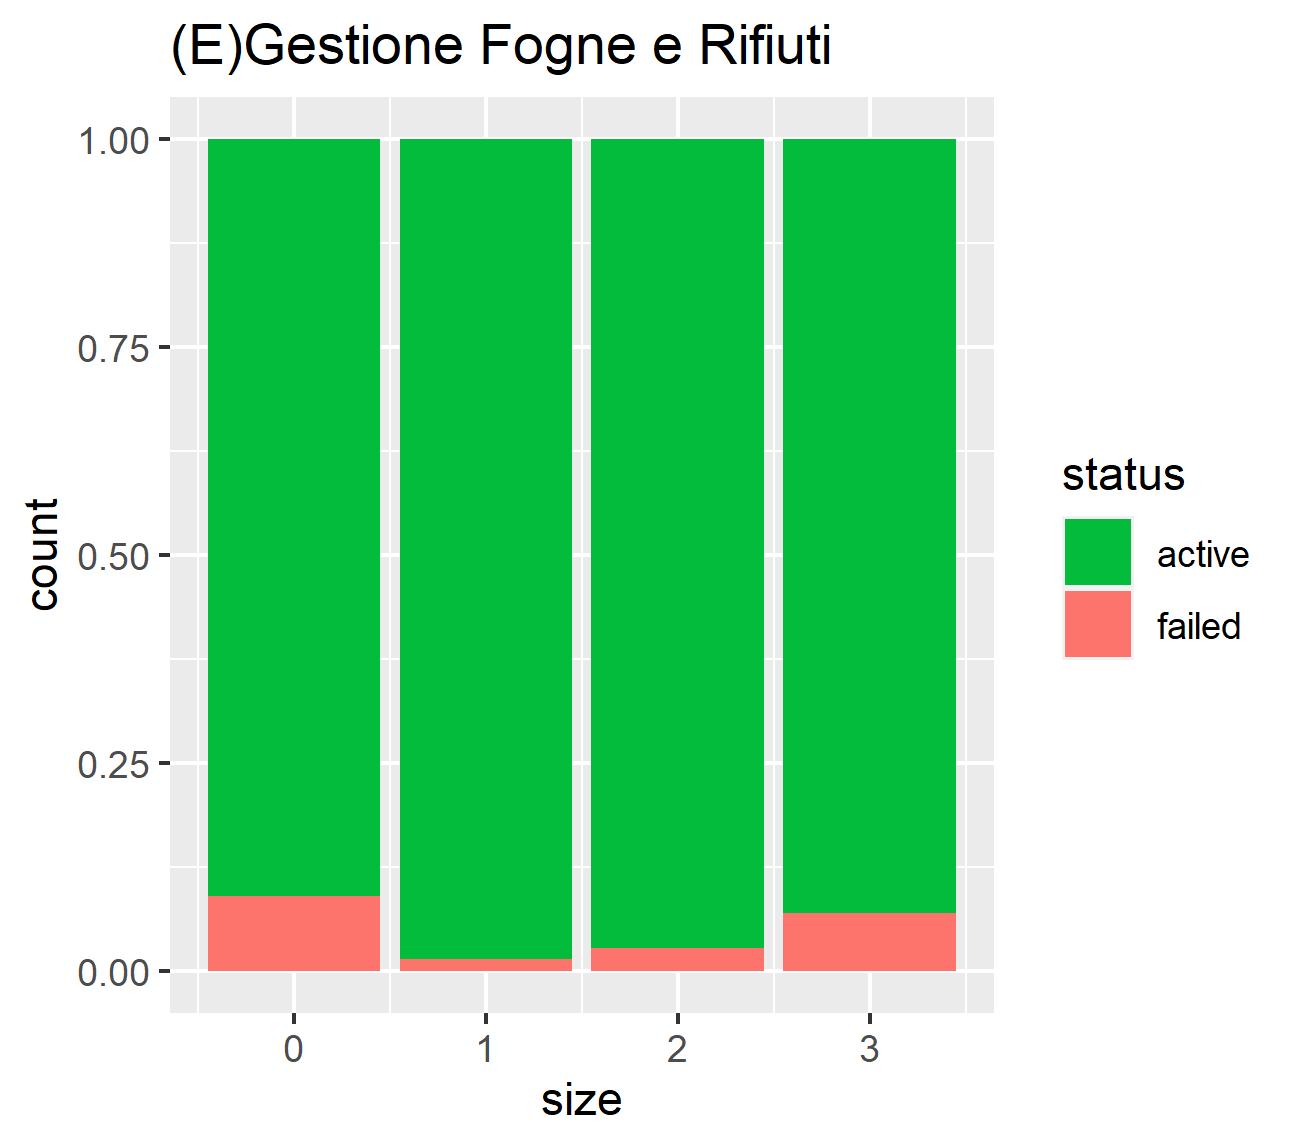 (E)Gestione Fogne e Rifiuti
1.00
0.75
0.50
0.25
0.00
count
0 1 2 3
size
status
active
failed